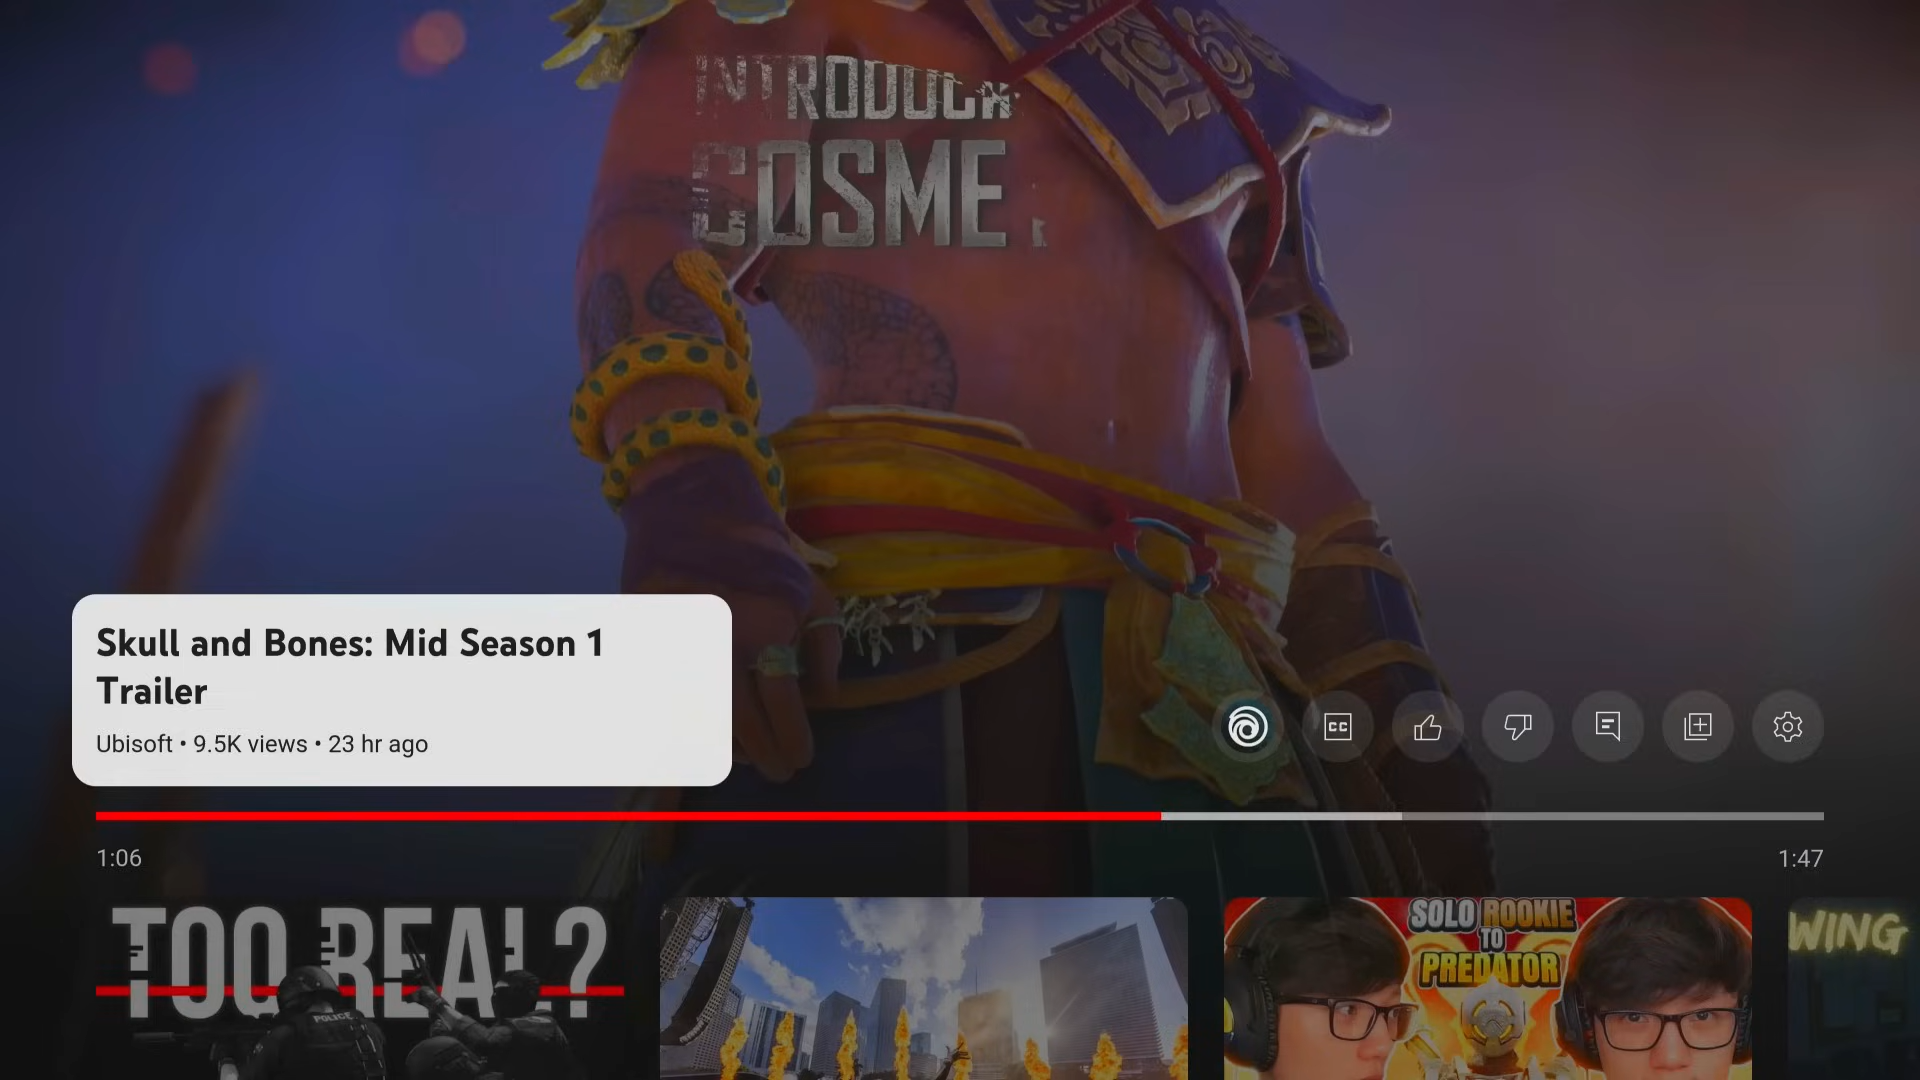 INTRODUC
COSME
Skull and Bones: Mid Season 1
Trailer
Ubisoft • 9.5K views • 23 hr ago
CC
1:06
1:47
TOO REAL?
POLICE
SOLO ROOKIE
TO
PREDATOR
WING